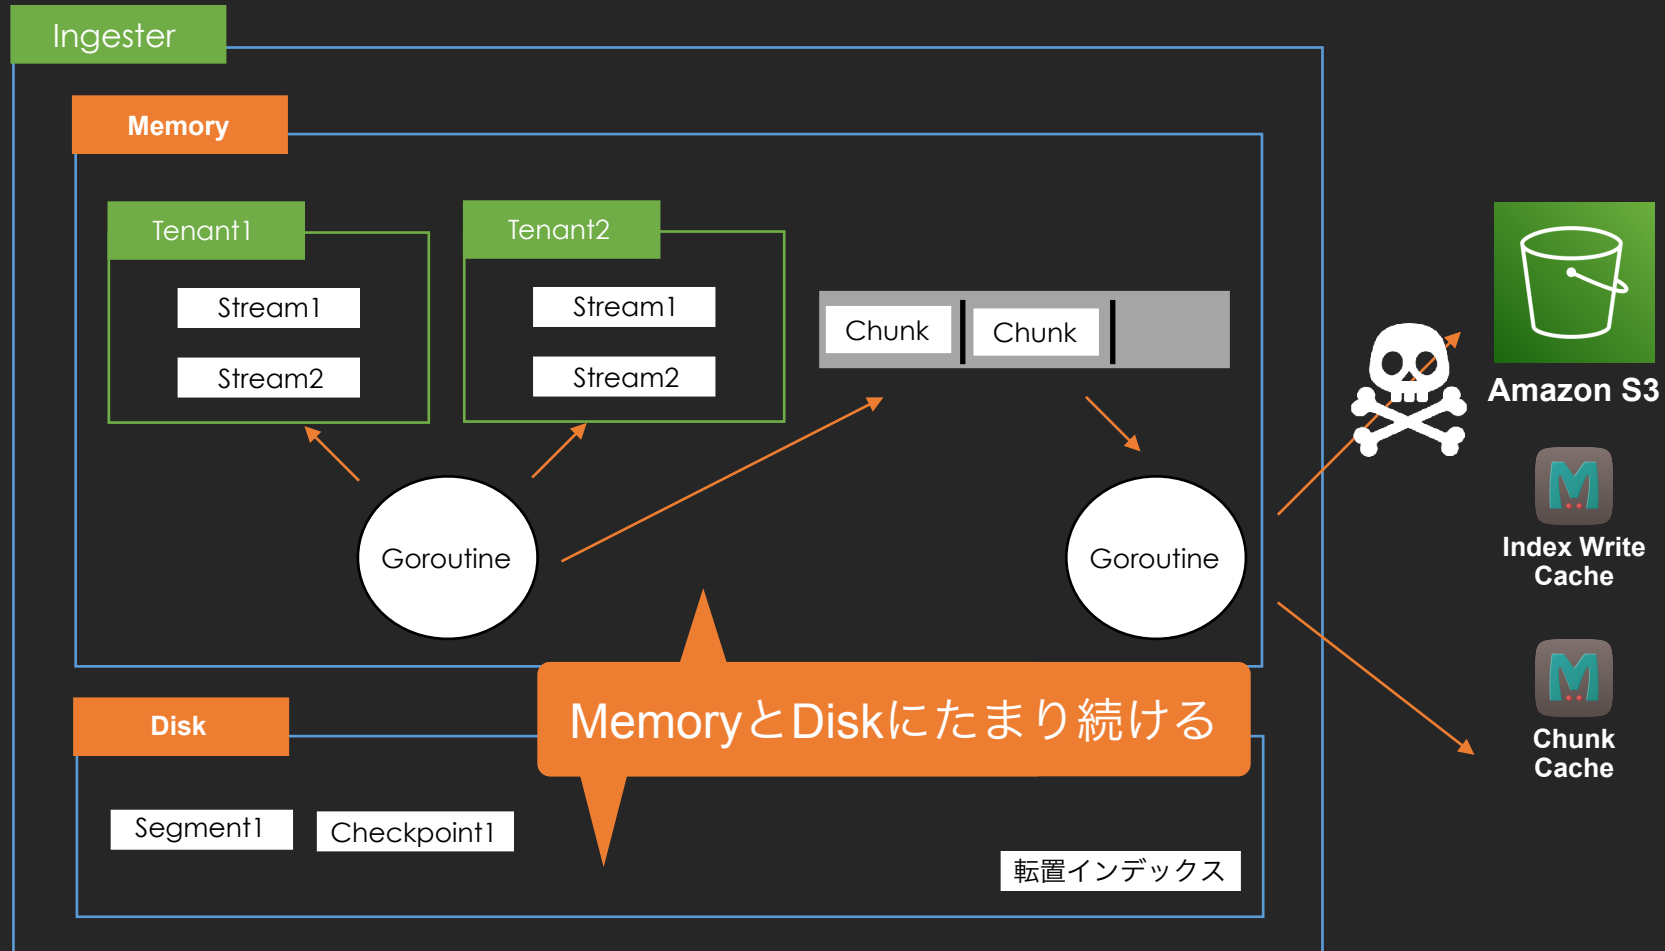 Ingester
Memory
Tenant1
Stream1
Stream2
Tenant2
Stream1
Stream2
Chunk
Chunk
Goroutine
Goroutine
Amazon S3
Index Write
Cache
Chunk
Cache
MemoryとDiskにたまり続ける
Disk
Segment1
Checkpoint1
転置インデックス